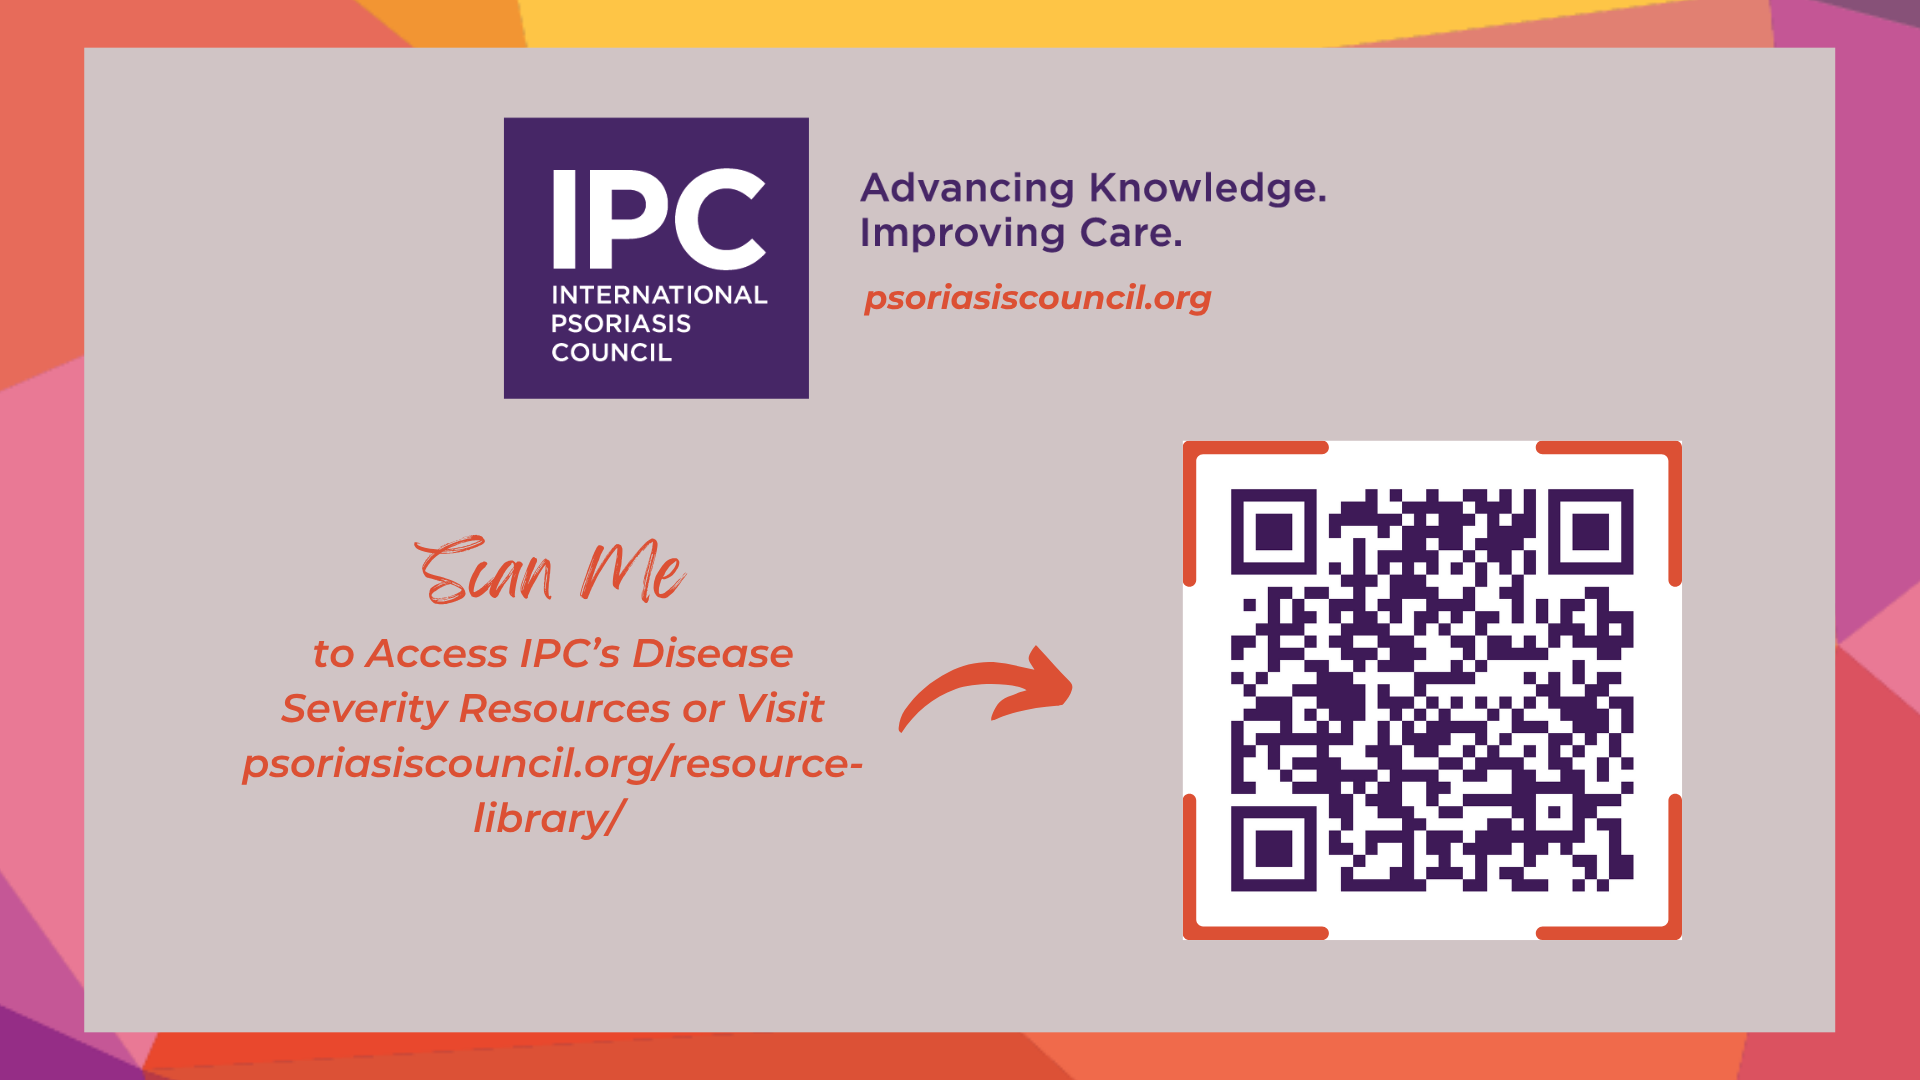 IPC
INTERNATIONAL
PSORIASIS
COUNCIL
Advancing Knowledge.
Improving Care.
psoriasiscouncil.org
Scan Me
to Access IPC’s Disease
Severity Resources or Visit
psoriasiscouncil.org/resource-
library/